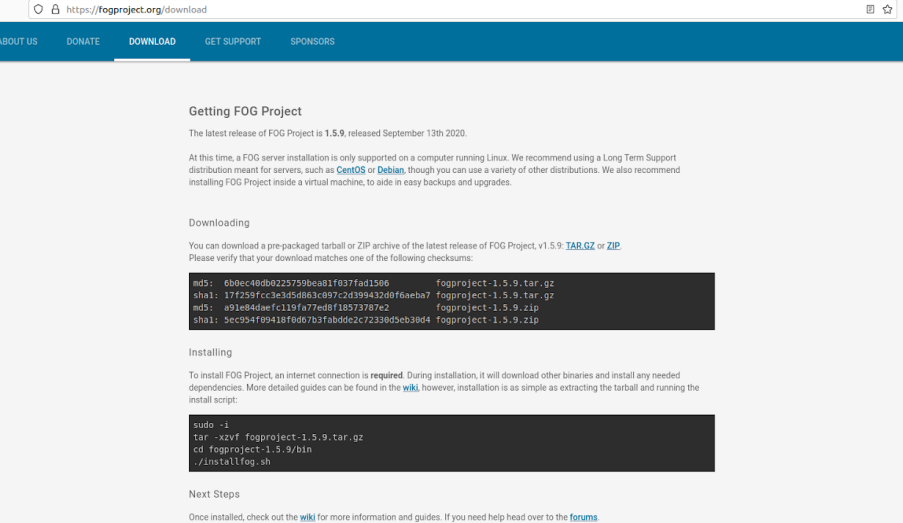 https://fogproject.org/download
ABOUT US DONATE DOWNLOAD GET SUPPORT SPONSORS
Getting FOG Project
The latest release of FOG Project is 1.5.9, released September 13th 2020.
At this time, a FOG server installation is only supported on a computer running Linux. We recommend using a Long Term Support
distribution meant for servers, such as CentOS or Debian, though you can use a variety of other distributions. We also recommend
installing FOG Project inside a virtual machine, to aide in easy backups and upgrades.
Downloading
You can download a pre-packaged tarball or ZIP archive of the latest release of FOG Project, v1.5.9: TAR.GZ or ZIP.
Please verify that your download matches one of the following checksums:
md5: 6b0ec40db0225759bea81f037fad1506 fogproject-1.5.9.tar.gz
sha1: 17f259fcc3e3d5d863c097c2d399432d0f6aeba7 fogproject-1.5.9.tar.gz
md5: a91e84daefc119fa77ed8f18573787e2 fogproject-1.5.9.zip
sha1: 5ec954f09418f0d67b3fabdde2c72330d5eb30d4 fogproject-1.5.9.zip
Installing
To install FOG Project, an internet connection is required. During installation, it will download other binaries and install any needed
dependencies. More detailed guides can be found in the wiki, however, installation is as simple as extracting the tarball and running the
install script:
sudo -i
tar -xzvf fogproject-1.5.9.tar.gz
cd fogproject-1.5.9/bin
./installfog.sh
Next Steps
Once installed, check out the wiki for more information and guides. If you need help head over to the forums.